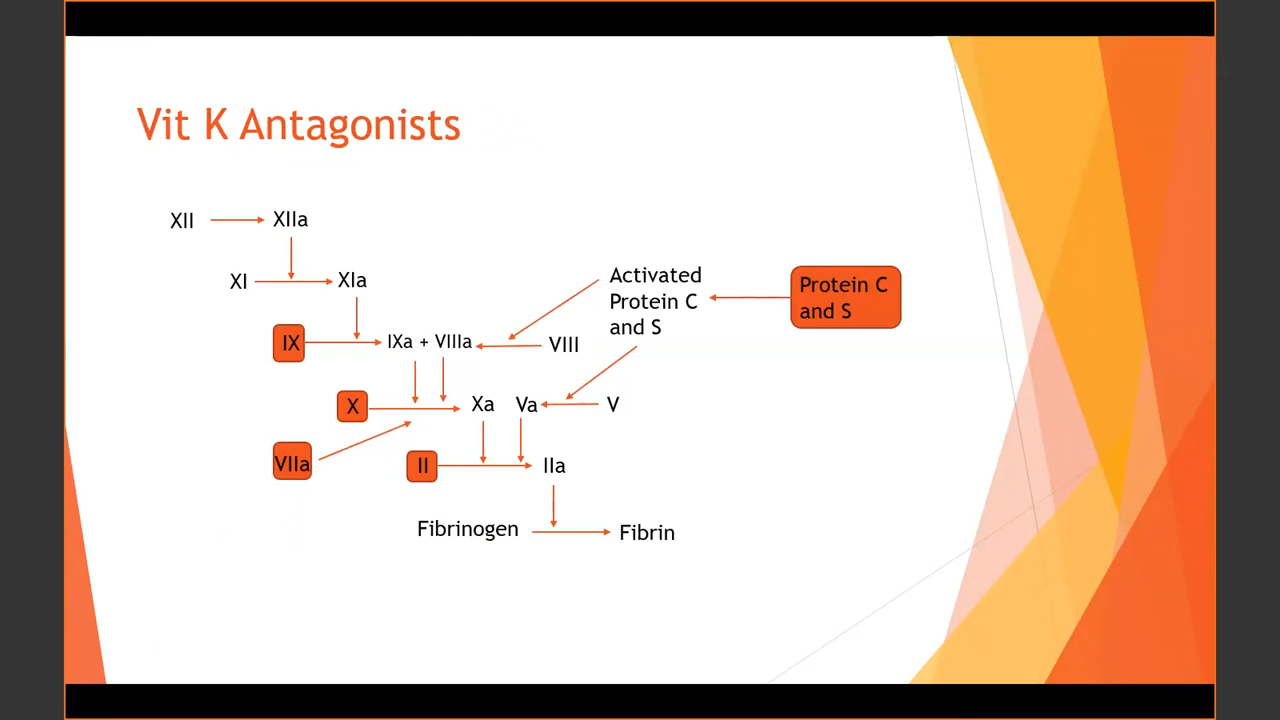 Vit K Antagonists
XII
XIIa
XI
XIa
Activated
Protein C
and S
Protein C
and S
IX
IXa + VIIIa
VIII
X
Xa
Va
V
VIIa
II
IIa
Fibrinogen
Fibrin